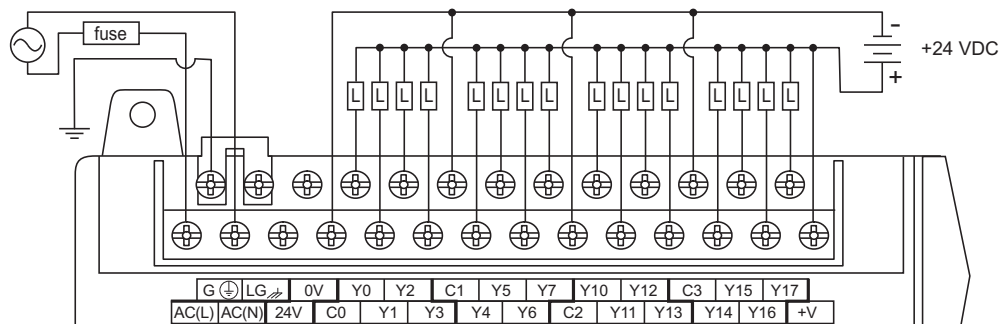 fuse
-
+24 VDC
+
L L L L L L L L L L L L L L L L
G LG 0V Y0 Y2 C1 Y5 Y7 Y10 Y12 C3 Y15 Y17
AC(L) AC(N) 24V C0 Y1 Y3 Y4 Y6 C2 Y11 Y13 Y14 Y16 +V